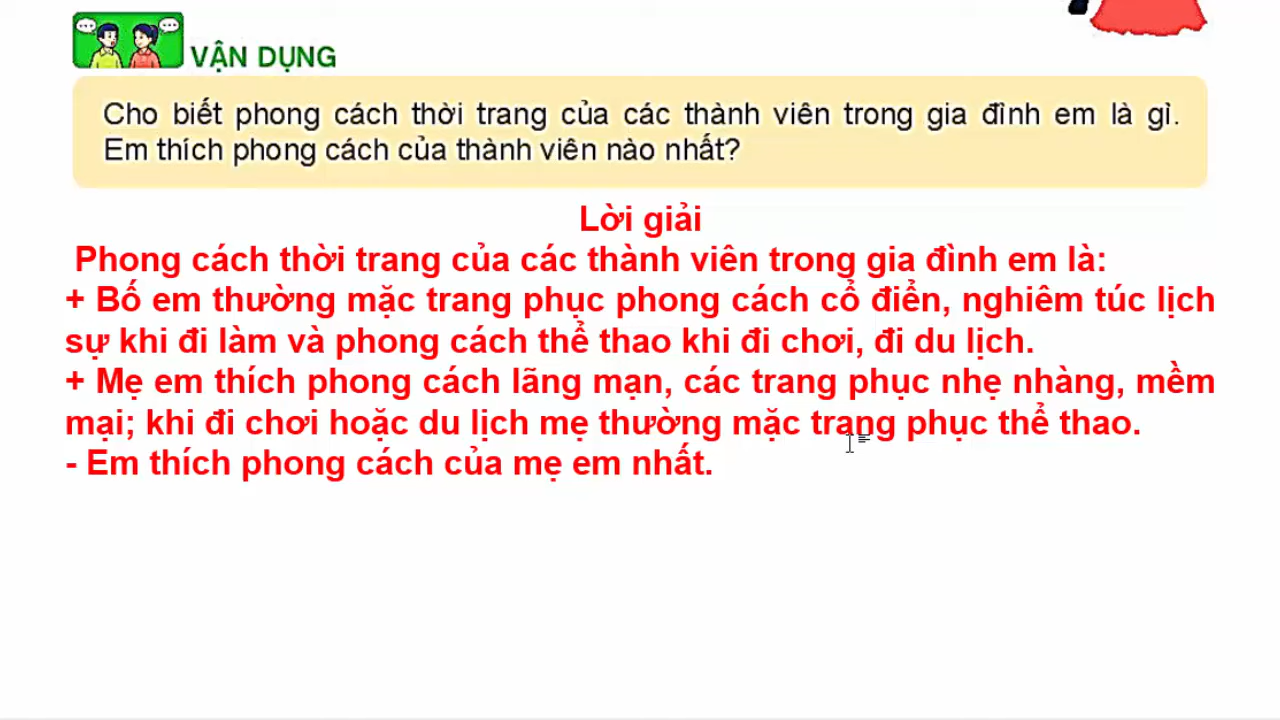 VẬN DỤNG
Cho biết phong cách thời trang của các thành viên trong gia đình em là gì.
Em thích phong cách của thành viên nào nhất?
Lời giải
Phong cách thời trang của các thành viên trong gia đình em là:
+ Bố em thường mặc trang phục phong cách cổ điển, nghiêm túc lịch
sự khi đi làm và phong cách thể thao khi đi chơi, đi du lịch.
+ Mẹ em thích phong cách lãng mạn, các trang phục nhẹ nhàng, mềm
mại; khi đi chơi hoặc du lịch mẹ thường mặc trang phục thể thao.
- Em thích phong cách của mẹ em nhất.